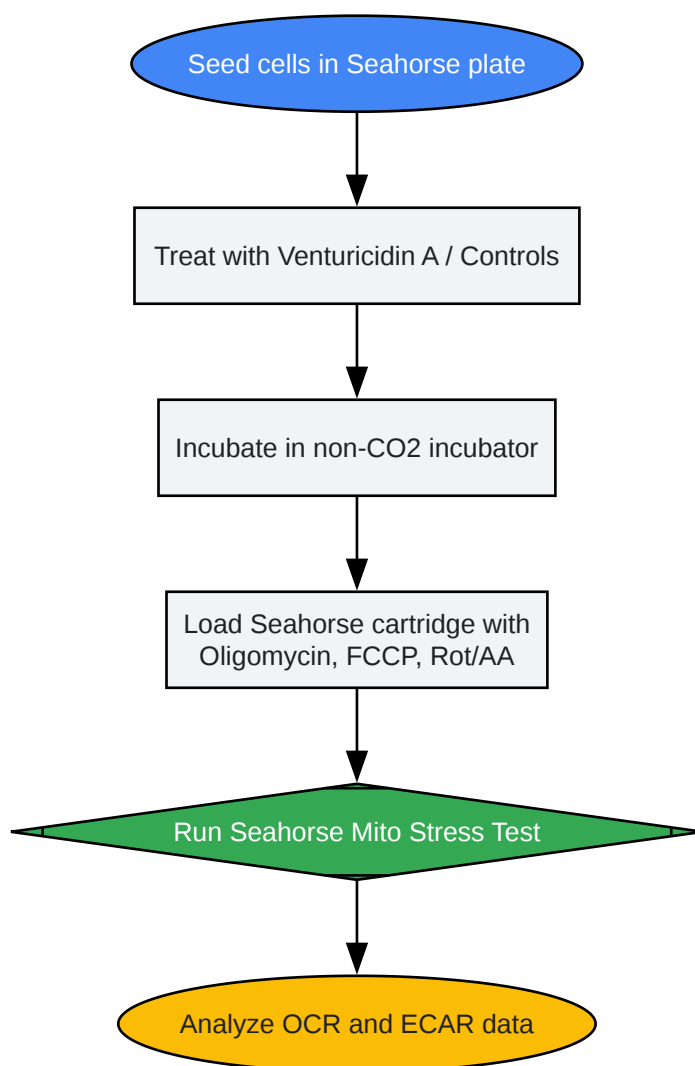 Seed cells in Seahorse plate
Treat with Venturicidin A / Controls
Incubate in non-CO2 incubator
Load Seahorse cartridge with
Oligomycin, FCCP, Rot/AA
Run Seahorse Mito Stress Test
Analyze OCR and ECAR data